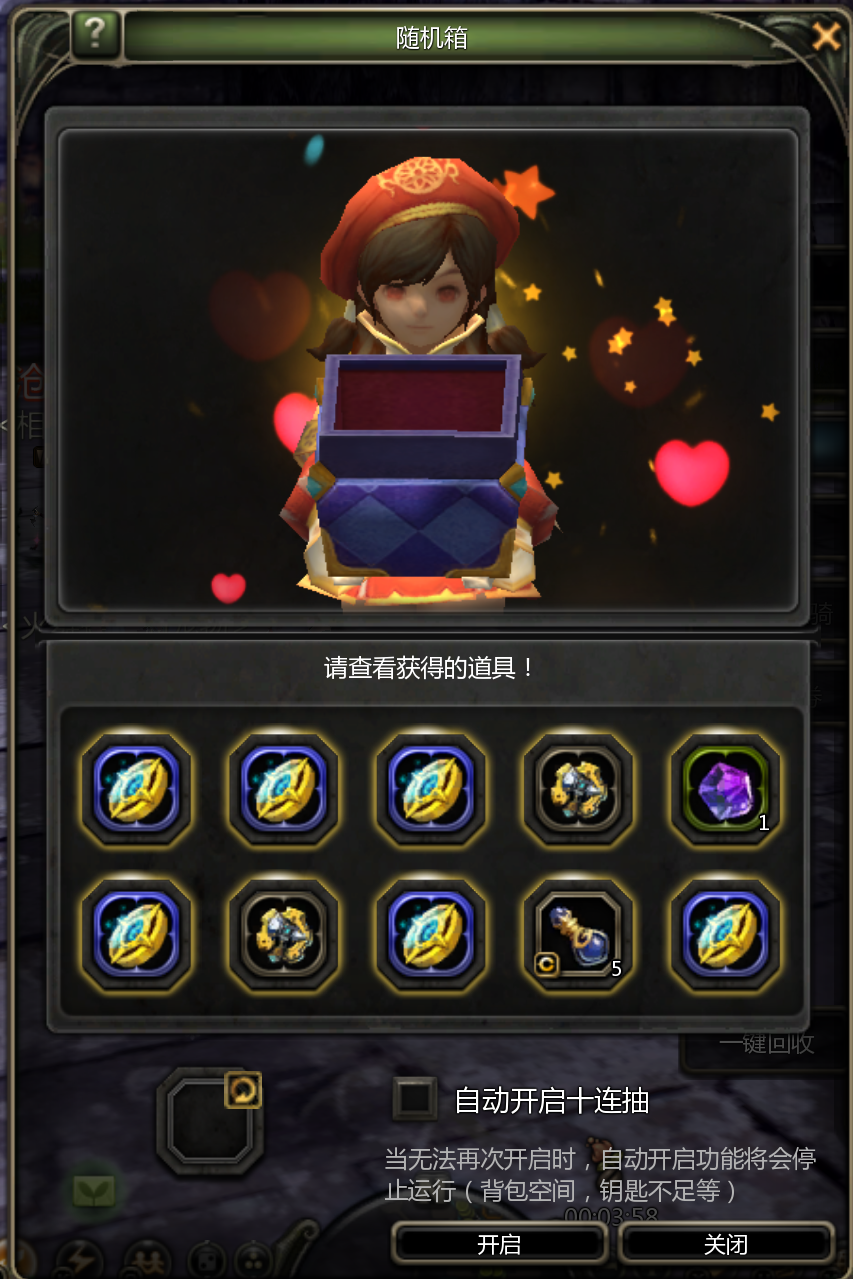 ?
随机箱
请查看获得的道具！
1
C
5
一键回收
自动开启十连抽
当无法再次开启时，自动开启功能将会停
止运行（背包空间，钥匙不足等）
00:03:58
开启
关闭